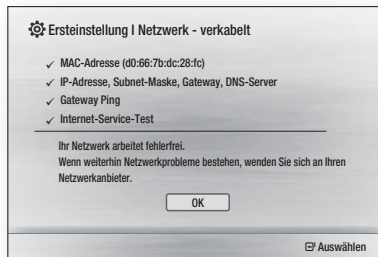 Ersteinstellung I Netzwerk - verkabelt
MAC-Adresse (d0:66:7b:dc:28:fc)
IP-Adresse, Subnet-Maske, Gateway, DNS-Server
Gateway Ping
Internet-Service-Test
Ihr Netzwerk arbeitet fehlerfrei.
Wenn weiterhin Netzwerkprobleme bestehen, wenden Sie sich an Ihren
Netzwerkanbieter.
OK
Auswählen